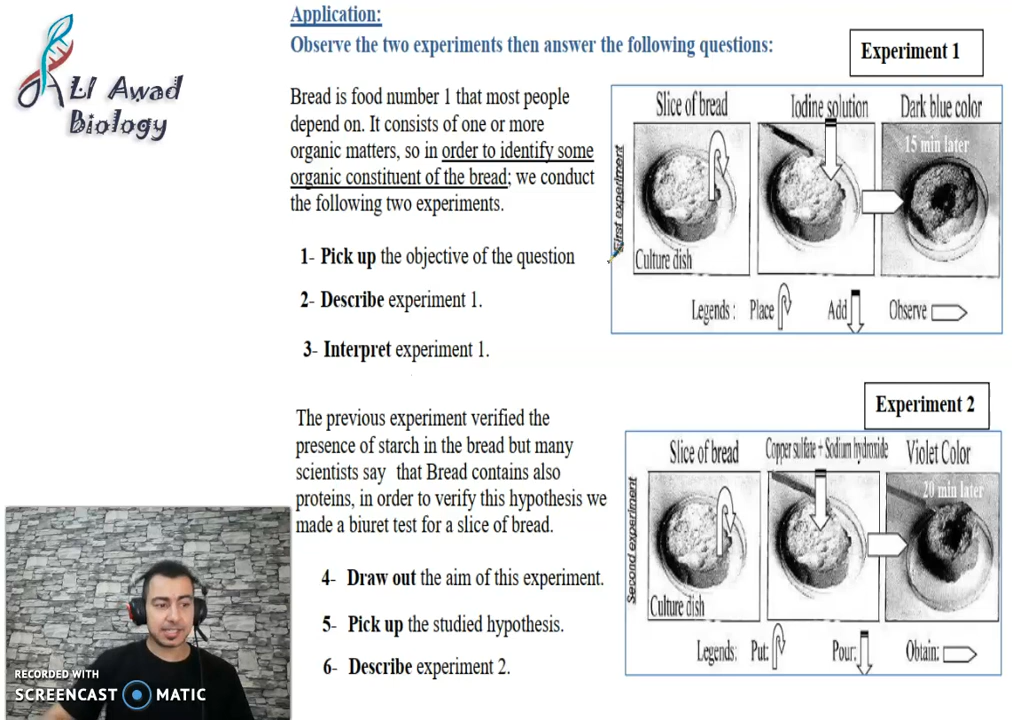 ALI Awad
Biology
Application:
Observe the two experiments then answer the following questions:
Bread is food number 1 that most people
depend on. It consists of one or more
organic matters, so in order to identify some
organic constituent of the bread; we conduct
the following two experiments.
1- Pick up the objective of the question
2- Describe experiment 1.
3- Interpret experiment 1.
Experiment 1
Slice of bread
Iodine solution
Dark blue color
15 min later
First experiment
Culture dish
Legends : Place Add Observe
The previous experiment verified the
presence of starch in the bread but many
scientists say that Bread contains also
proteins, in order to verify this hypothesis we
made a biuret test for a slice of bread.
4- Draw out the aim of this experiment.
5- Pick up the studied hypothesis.
6- Describe experiment 2.
Experiment 2
Slice of bread
Copper sulfate + Sodium hydroxide
Violet Color
20 min later
Second experiment
Culture dish
Legends: Put: Pour: Obtain:
RECORDED WITH
SCREENCAST MATIC